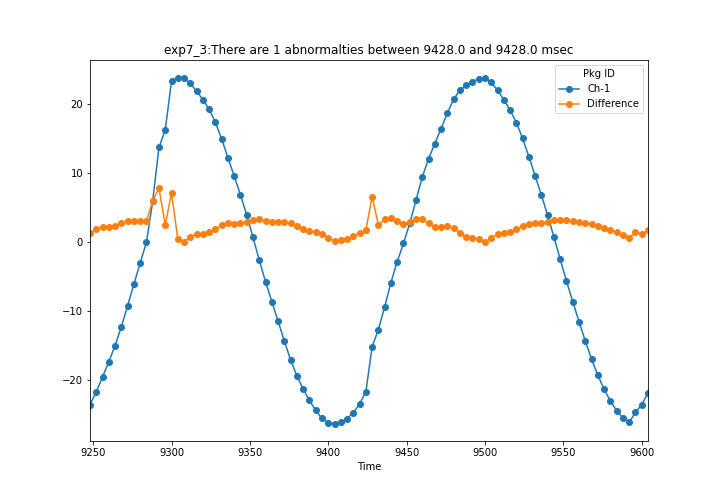 exp7_3:There are 1 abnormalties between 9428.0 and 9428.0 msec
Pkg ID
Ch-1
Difference
20
10
0
−10
−20
9250 9300 9350 9400 9450 9500 9550 9600
Time